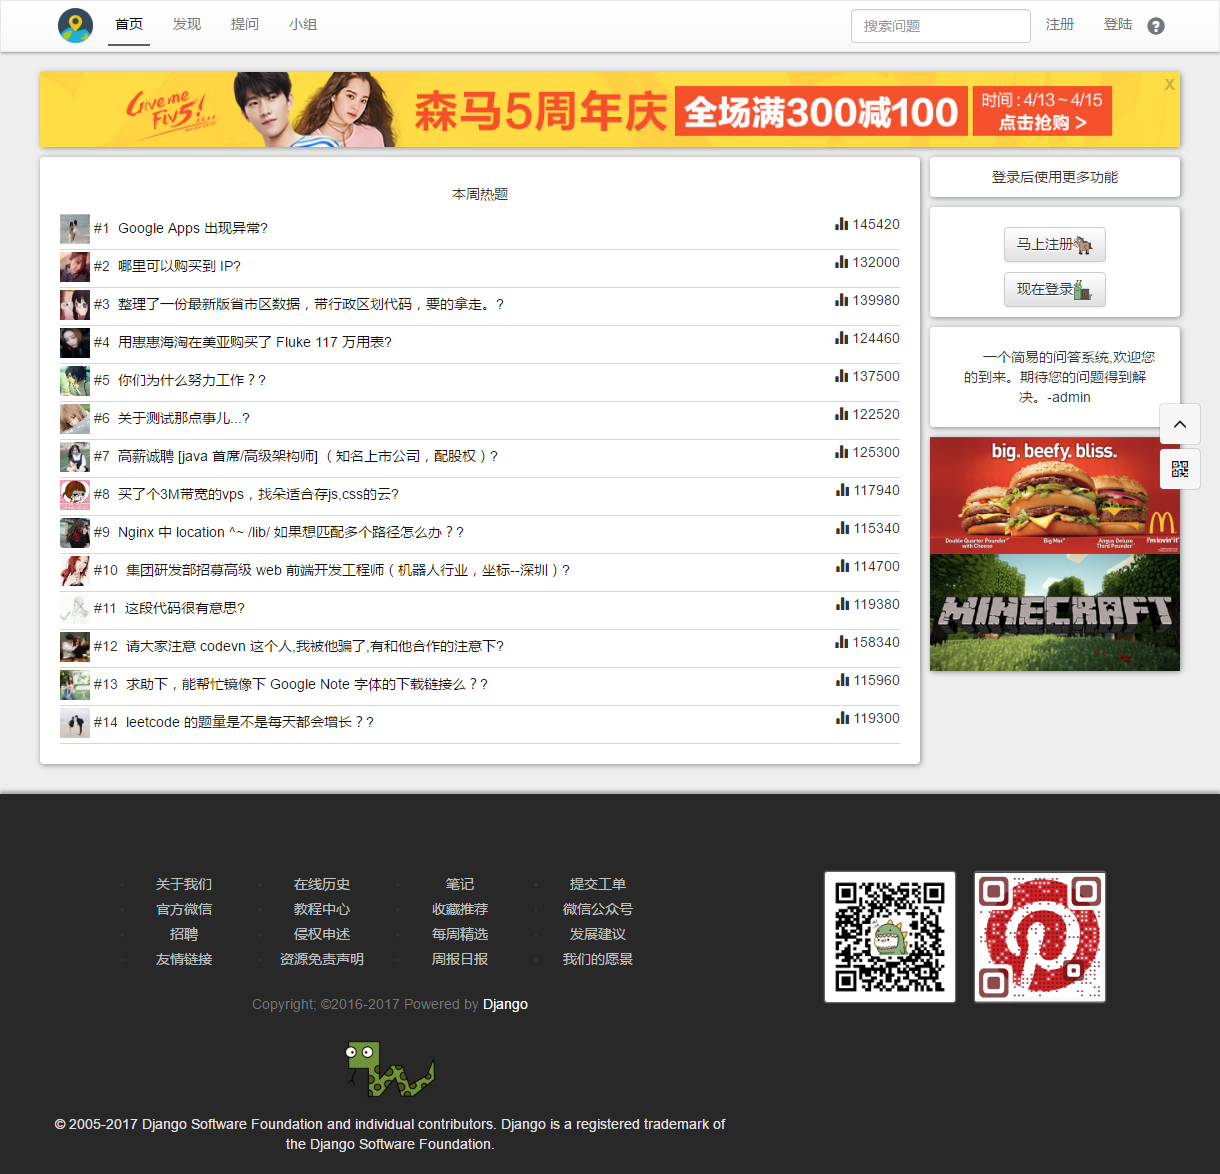 首页 发现 提问 小组 搜索问题 注册 登陆
Give me Five!
森马5周年庆 全场满300减100
时间 : 4/13 ~ 4/15
点击抢购 >
X
本周热题
#1 Google Apps 出现异常? 145420
#2 哪里可以购买到 IP? 132000
#3 整理了一份最新版省市区数据，带行政区划代码，要的拿走。? 139980
#4 用惠惠海淘在美亚购买了 Fluke 117 万用表? 124460
#5 你们为什么努力工作？? 137500
#6 关于测试那点事儿...? 122520
#7 高薪诚聘 [java 首席/高级架构师] （ 知名上市公司，配股权 ）? 125300
#8 买了个3M带宽的vps，找朵适合存js,css的云? 117940
#9 Nginx 中 location ^~ /lib/ 如果想匹配多个路径怎么办？? 115340
#10 集团研发部招募高级 web 前端开发工程师（机器人行业，坐标--深圳）? 114700
#11 这段代码很有意思? 119380
#12 请大家注意 codevn 这个人,我被他骗了,有和他合作的注意下? 158340
#13 求助下，能帮忙镜像下 Google Note 字体的下载链接么？? 115960
#14 leetcode 的题量是不是每天都会增长？? 119300
登录后使用更多功能
马上注册
现在登录
一个简易的问答系统,欢迎您
的到来。期待您的问题得到解
决。-admin
big. beefy. bliss.
Double Quarter Pounder with Cheese
Big Mac
Angus Deluxe Third Pounder
i'm lovin' it
MINECRAFT
关于我们 在线历史 笔记 提交工单
官方微信 教程中心 收藏推荐 微信公众号
招聘 侵权申述 每周精选 发展建议
友情链接 资源免责声明 周报日报 我们的愿景
Copyright; ©2016-2017 Powered by Django
© 2005-2017 Django Software Foundation and individual contributors. Django is a registered trademark of
the Django Software Foundation.